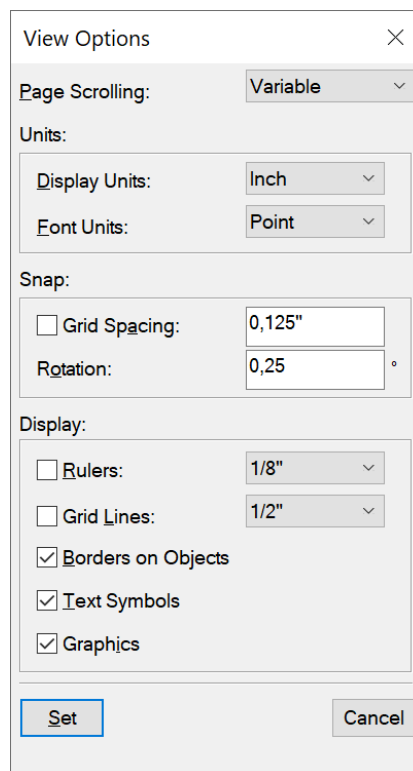 View Options
Page Scrolling: Variable
Units:
Display Units: Inch
Font Units: Point
Snap:
Grid Spacing: 0,125"
Rotation: 0,25 °
Display:
Rulers: 1/8"
Grid Lines: 1/2"
Borders on Objects
Text Symbols
Graphics
Set Cancel